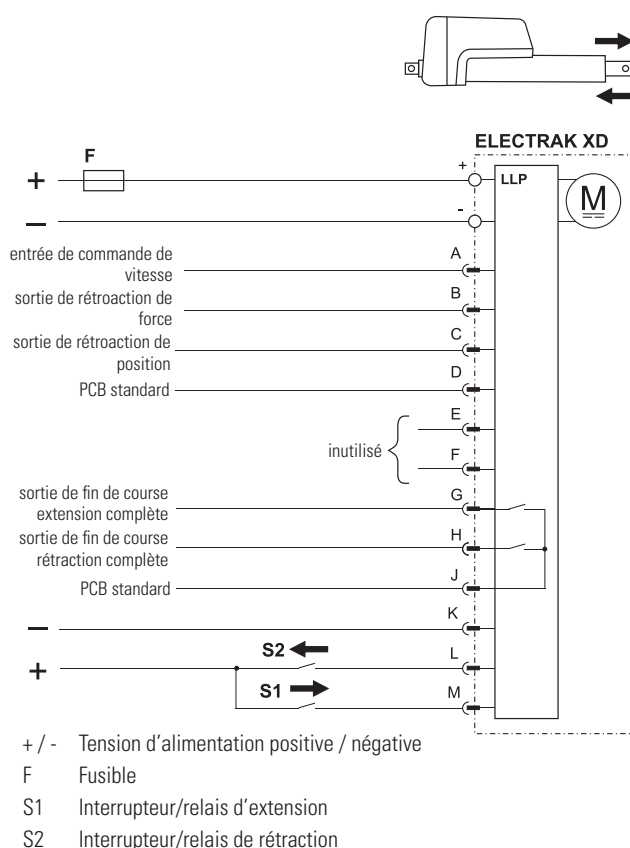 ELECTRAK XD
F
+
LLP
+
M
-
—
A
entrée de commande de
vitesse
B
sortie de rétroaction de
force
C
sortie de rétroaction de
position
D
PCB standard
E
inutilisé
F
G
sortie de fin de course
extension complète
H
sortie de fin de course
rétraction complète
J
PCB standard
K
—
S2
L
+
S1
M
+ / - Tension d’alimentation positive / négative
F Fusible
S1 Interrupteur/relais d’extension
S2 Interrupteur/relais de rétraction